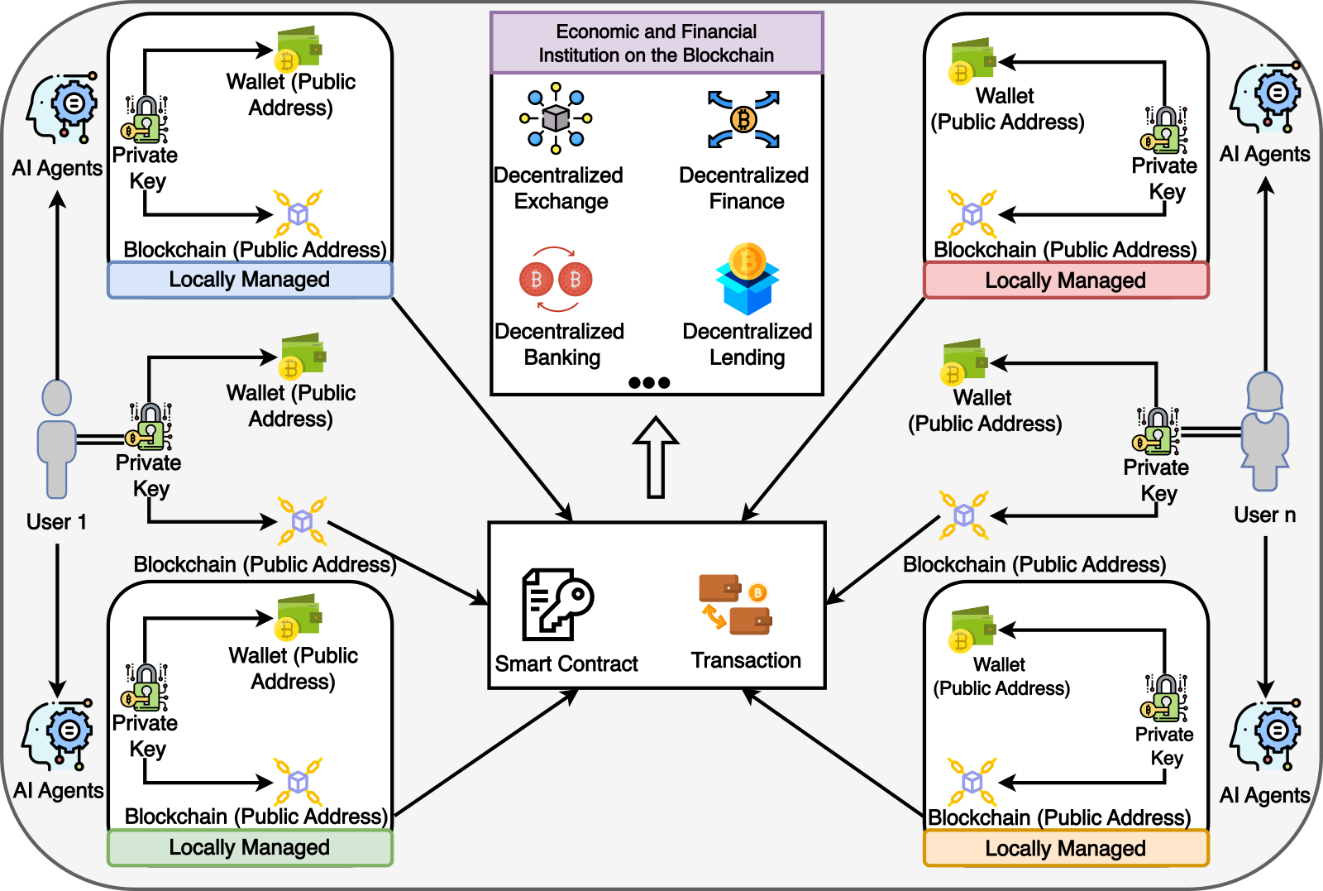 Economic and Financial
Institution on the Blockchain
Decentralized
Exchange
Decentralized
Finance
Decentralized
Banking
Decentralized
Lending
AI Agents
Wallet (Public
Address)
Private
Key
Blockchain (Public Address)
Locally Managed
User 1
Wallet (Public
Address)
Private
Key
Blockchain (Public Address)
AI Agents
Wallet (Public
Address)
Private
Key
Blockchain (Public Address)
Locally Managed
Smart Contract
Transaction
Wallet
(Public Address)
Private
Key
Blockchain (Public Address)
Locally Managed
AI Agents
Wallet
(Public Address)
Private
Key
Blockchain (Public Address)
User n
Wallet
(Public Address)
Private
Key
Blockchain (Public Address)
Locally Managed
AI Agents